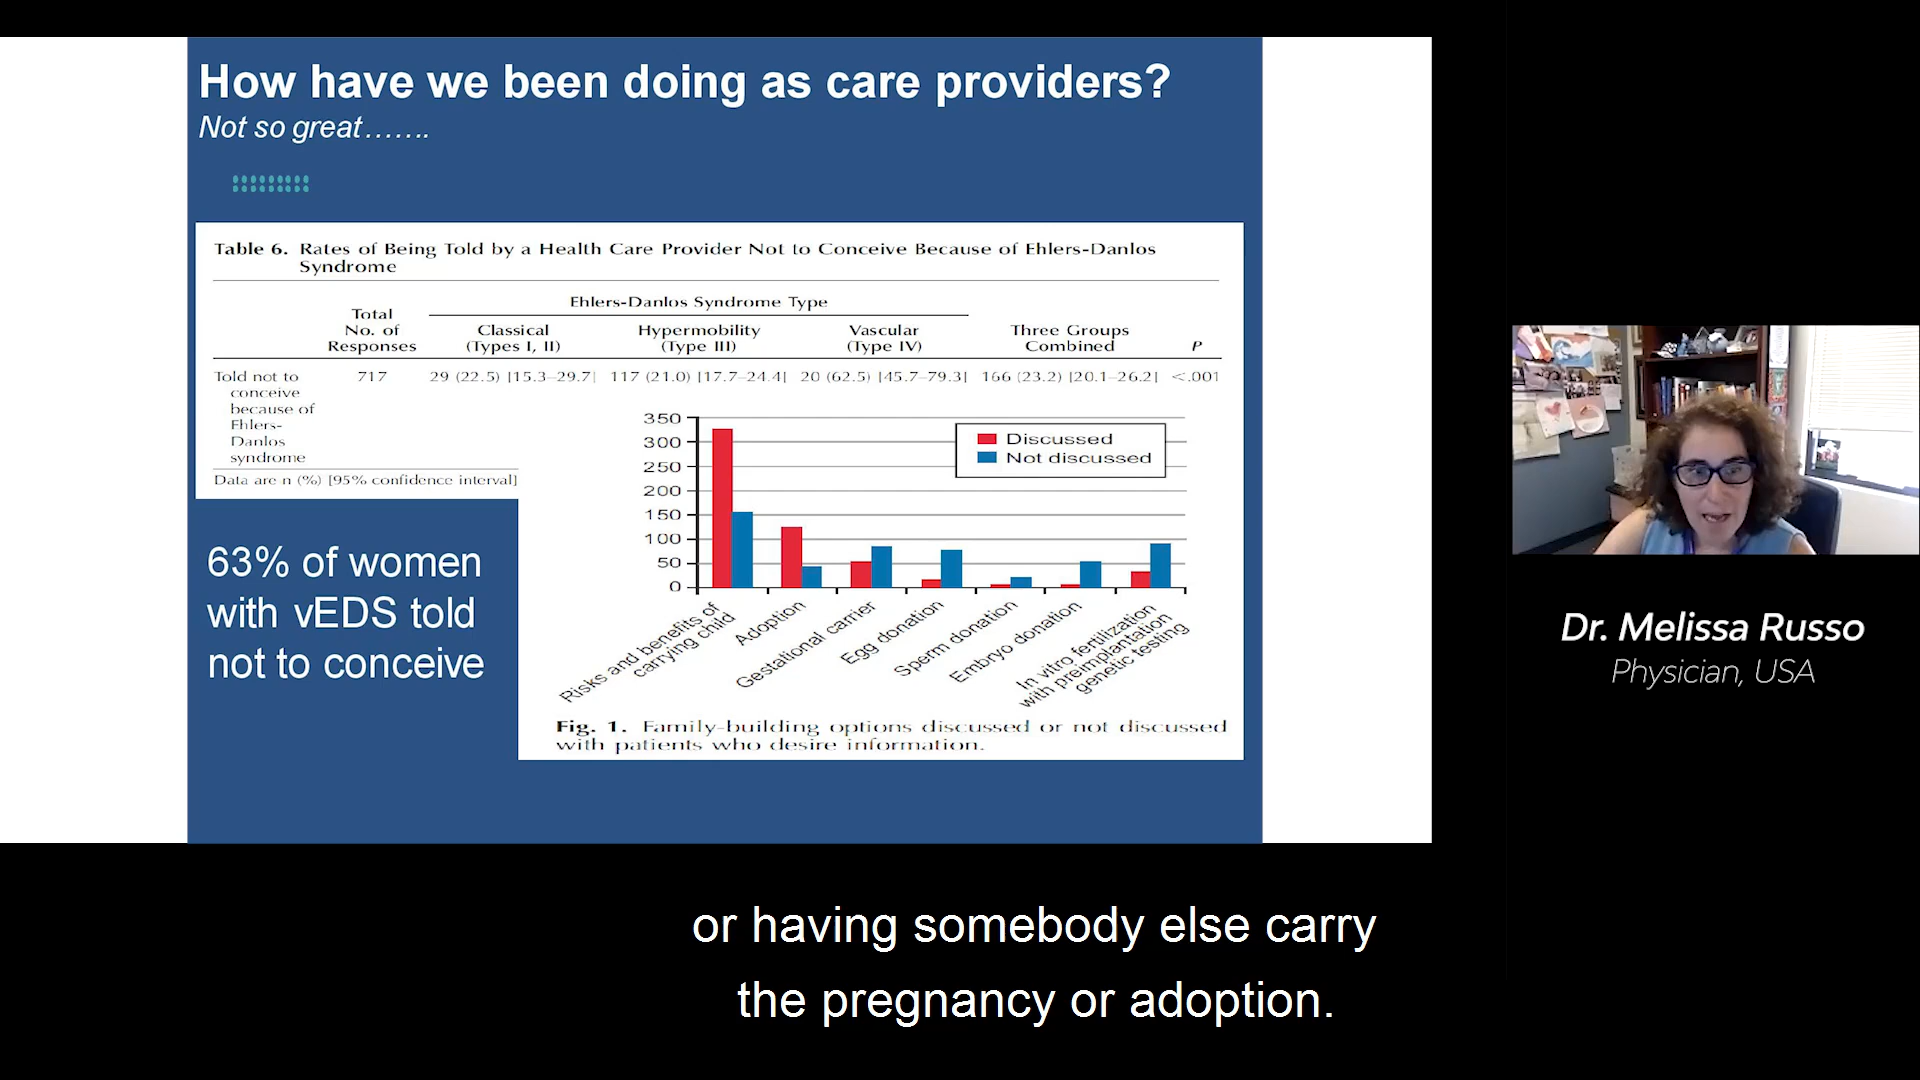 How have we been doing as care providers?
Not so great…….
Table 6. Rates of Being Told by a Health Care Provider Not to Conceive Because of Ehlers-Danlos
Syndrome
Ehlers-Danlos Syndrome Type
Total
No. of
Responses
Classical
(Types I, II)
Hypermobility
(Type III)
Vascular
(Type IV)
Three Groups
Combined
P
Told not to
conceive
because of
Ehlers-
Danlos
syndrome
717
29 (22.5) [15.3–29.7]
117 (21.0) [17.7–24.4]
20 (62.5) [45.7–79.3]
166 (23.2) [20.1–26.2]
<.001
Data are n (%) [95% confidence interval]
63% of women
with vEDS told
not to conceive
350
300
250
200
150
100
50
0
Discussed
Not discussed
Risks and benefits of
carrying child
Adoption
Gestational carrier
Egg donation
Sperm donation
Embryo donation
In vitro fertilization
with preimplantation
genetic testing
Fig. 1. Family-building options discussed or not discussed
with patients who desire information.
Dr. Melissa Russo
Physician, USA
or having somebody else carry
the pregnancy or adoption.